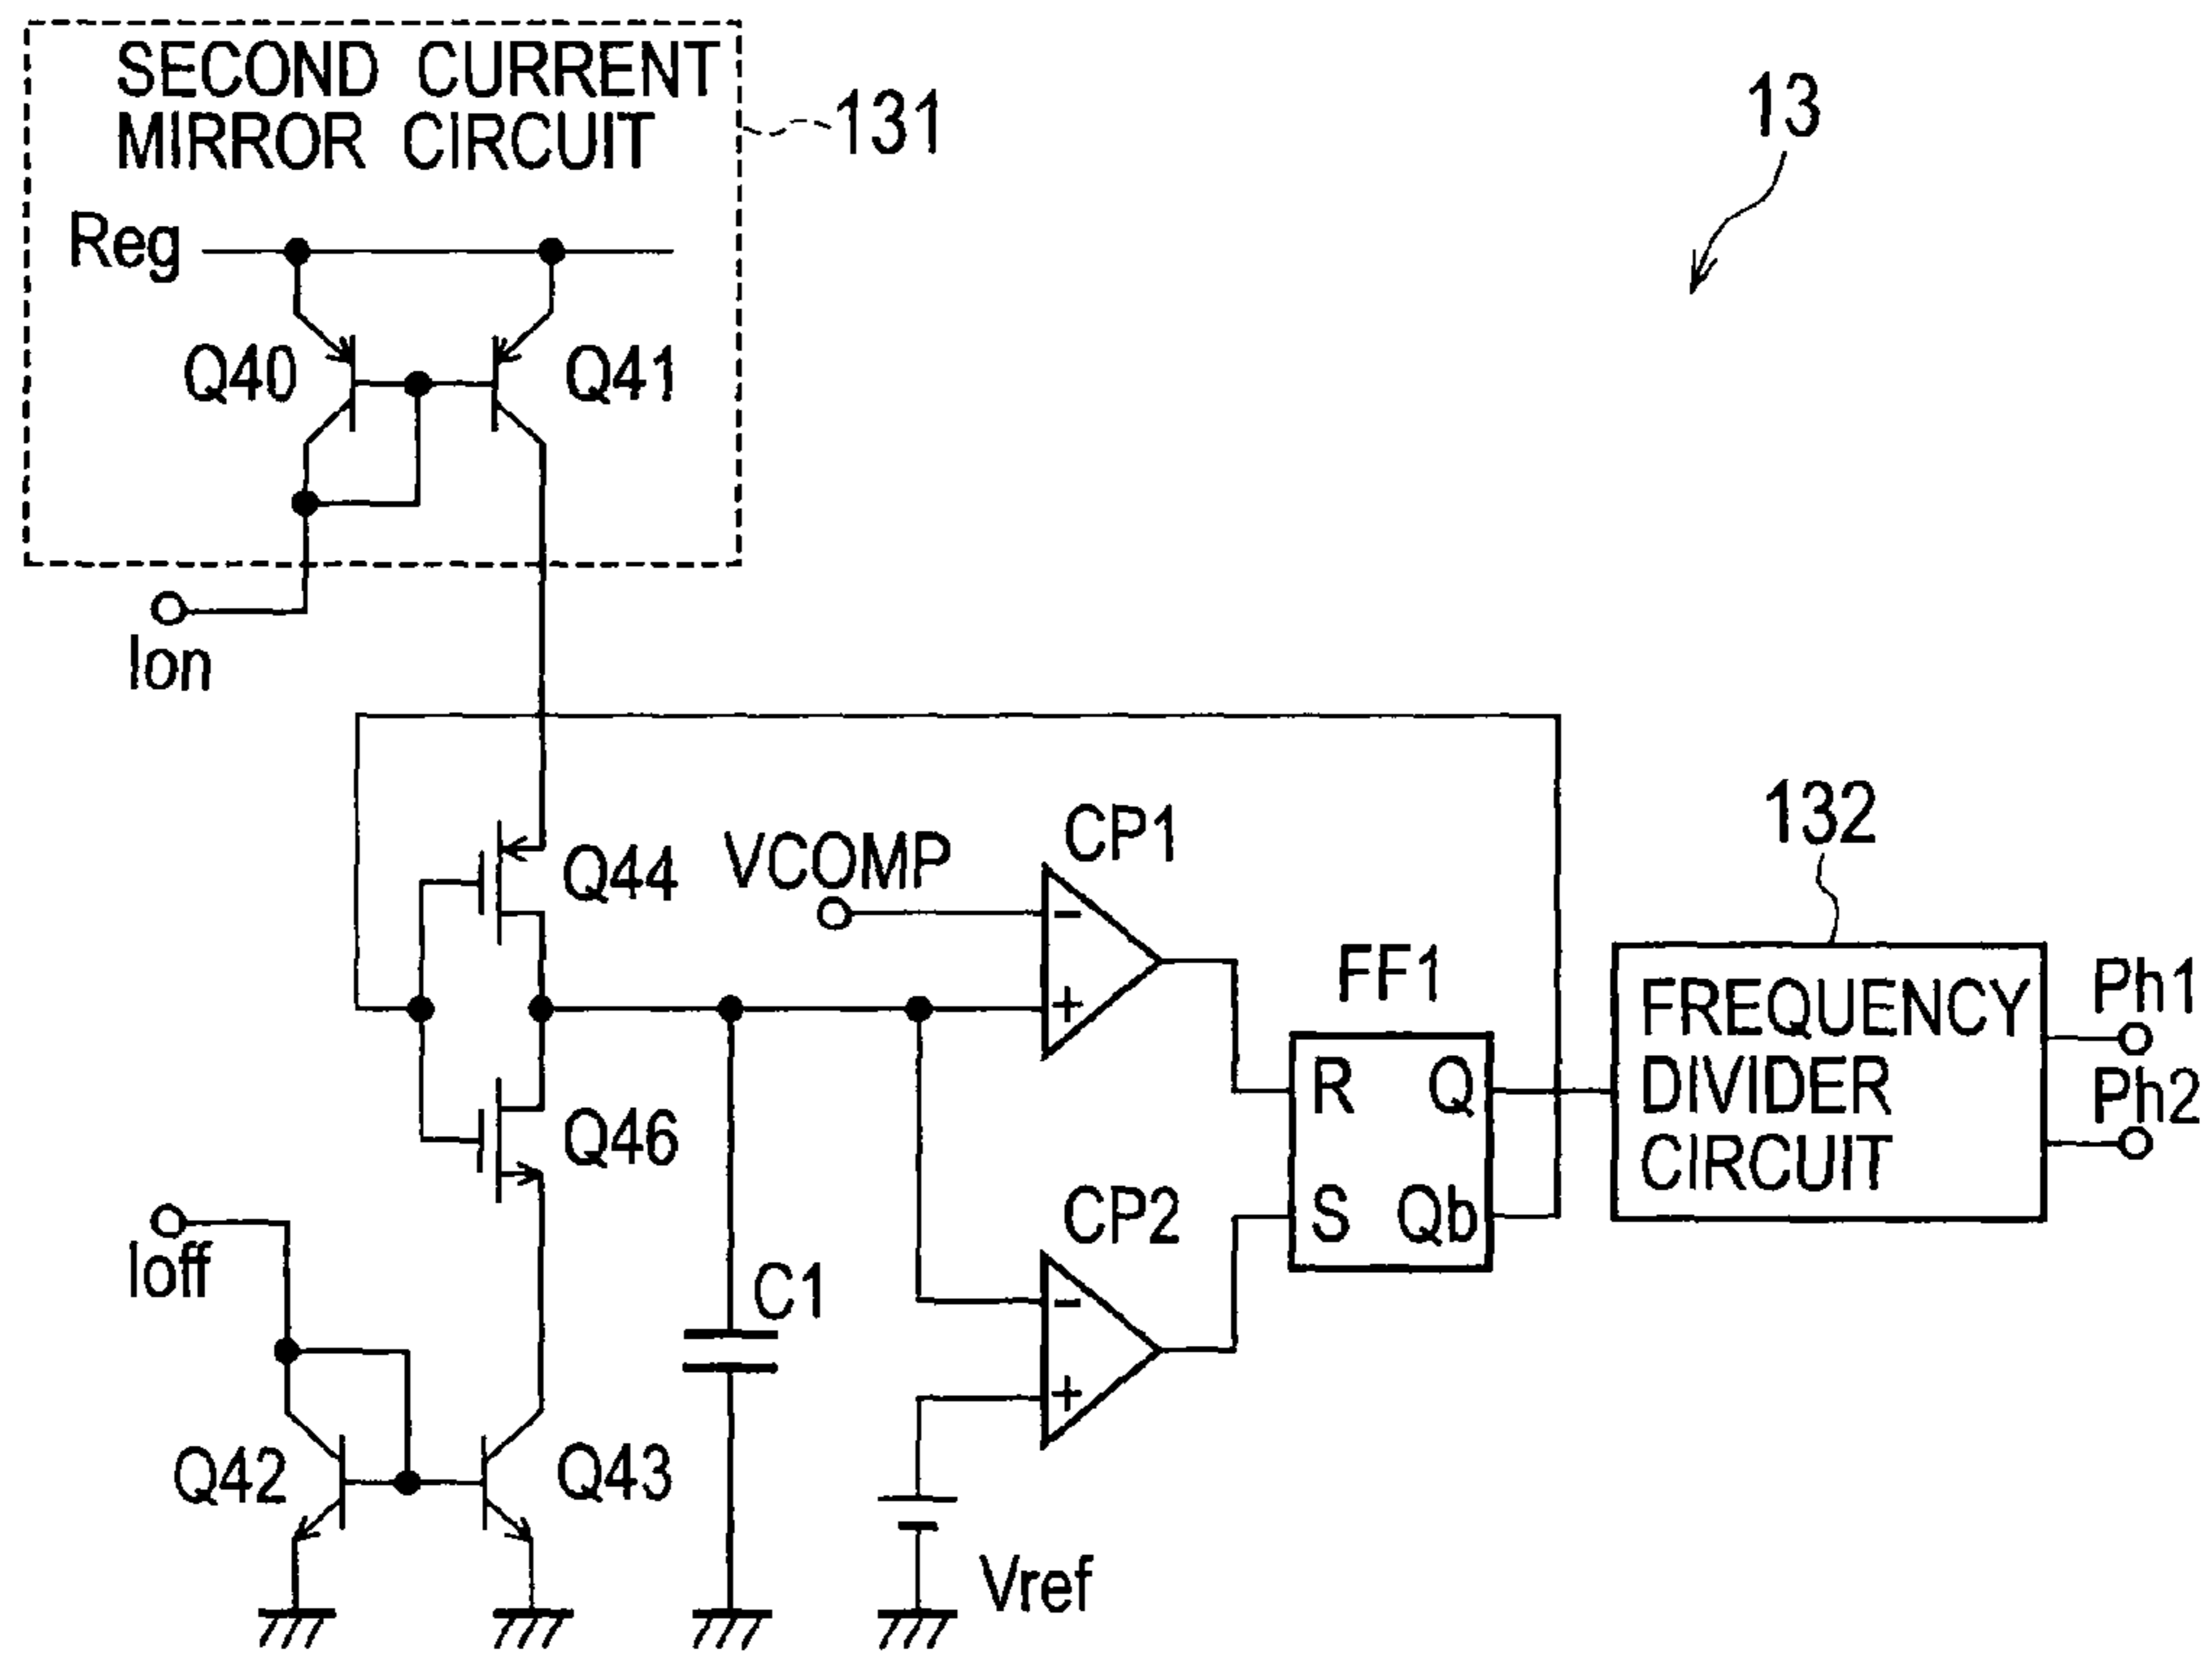 SECOND CURRENT
MIRROR CIRCUIT
131
13
Reg
Q40
Q41
Ion
132
CP1
VCOMP
Q44
FF1
Ph1
FREQUENCY
DIVIDER
CIRCUIT
-
+
R
Q
Ph2
Q46
CP2
S
Qb
Ioff
C1
-
+
Q42
Q43
Vref